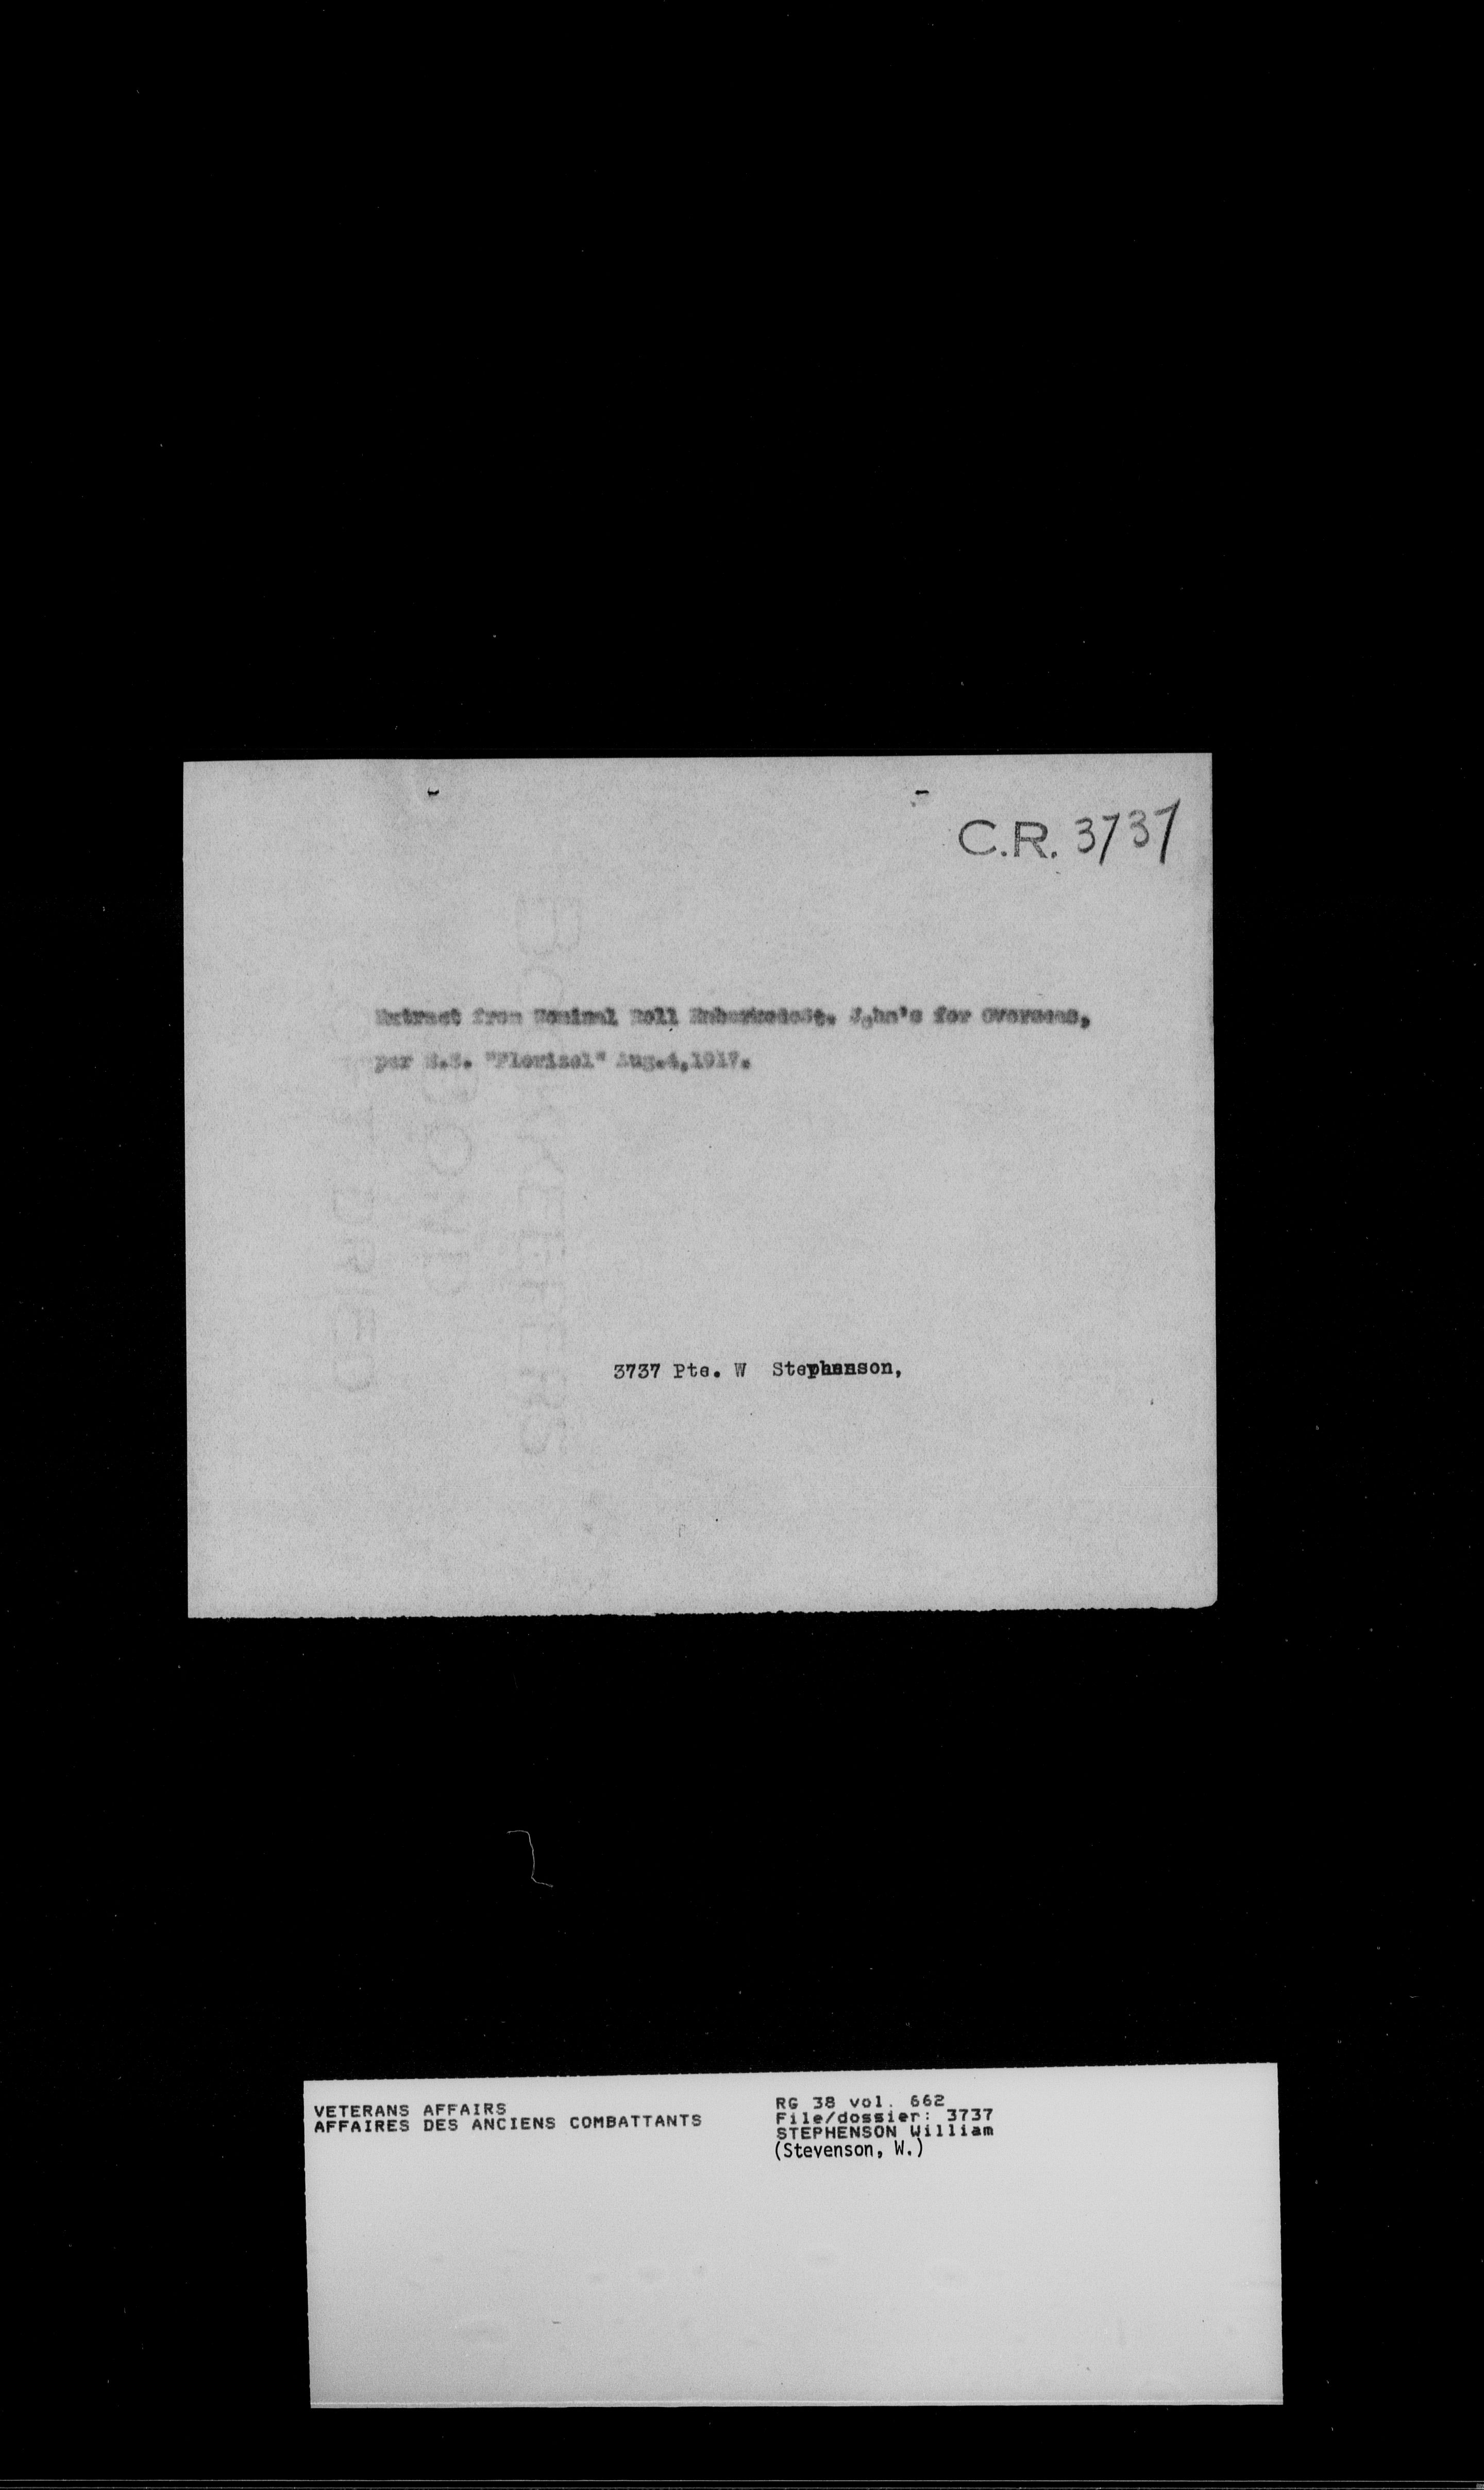 C.R. 3737
Extract from Nominal Roll Embarked St. John's for Overseas,
per S.S. "Florizel" Aug.4,1917.
3737 Pte. W Stephenson,
VETERANS AFFAIRS
AFFAIRES DES ANCIENS COMBATTANTS
RG 38 vol. 662
File/dossier: 3737
STEPHENSON William
(Stevenson, W.)